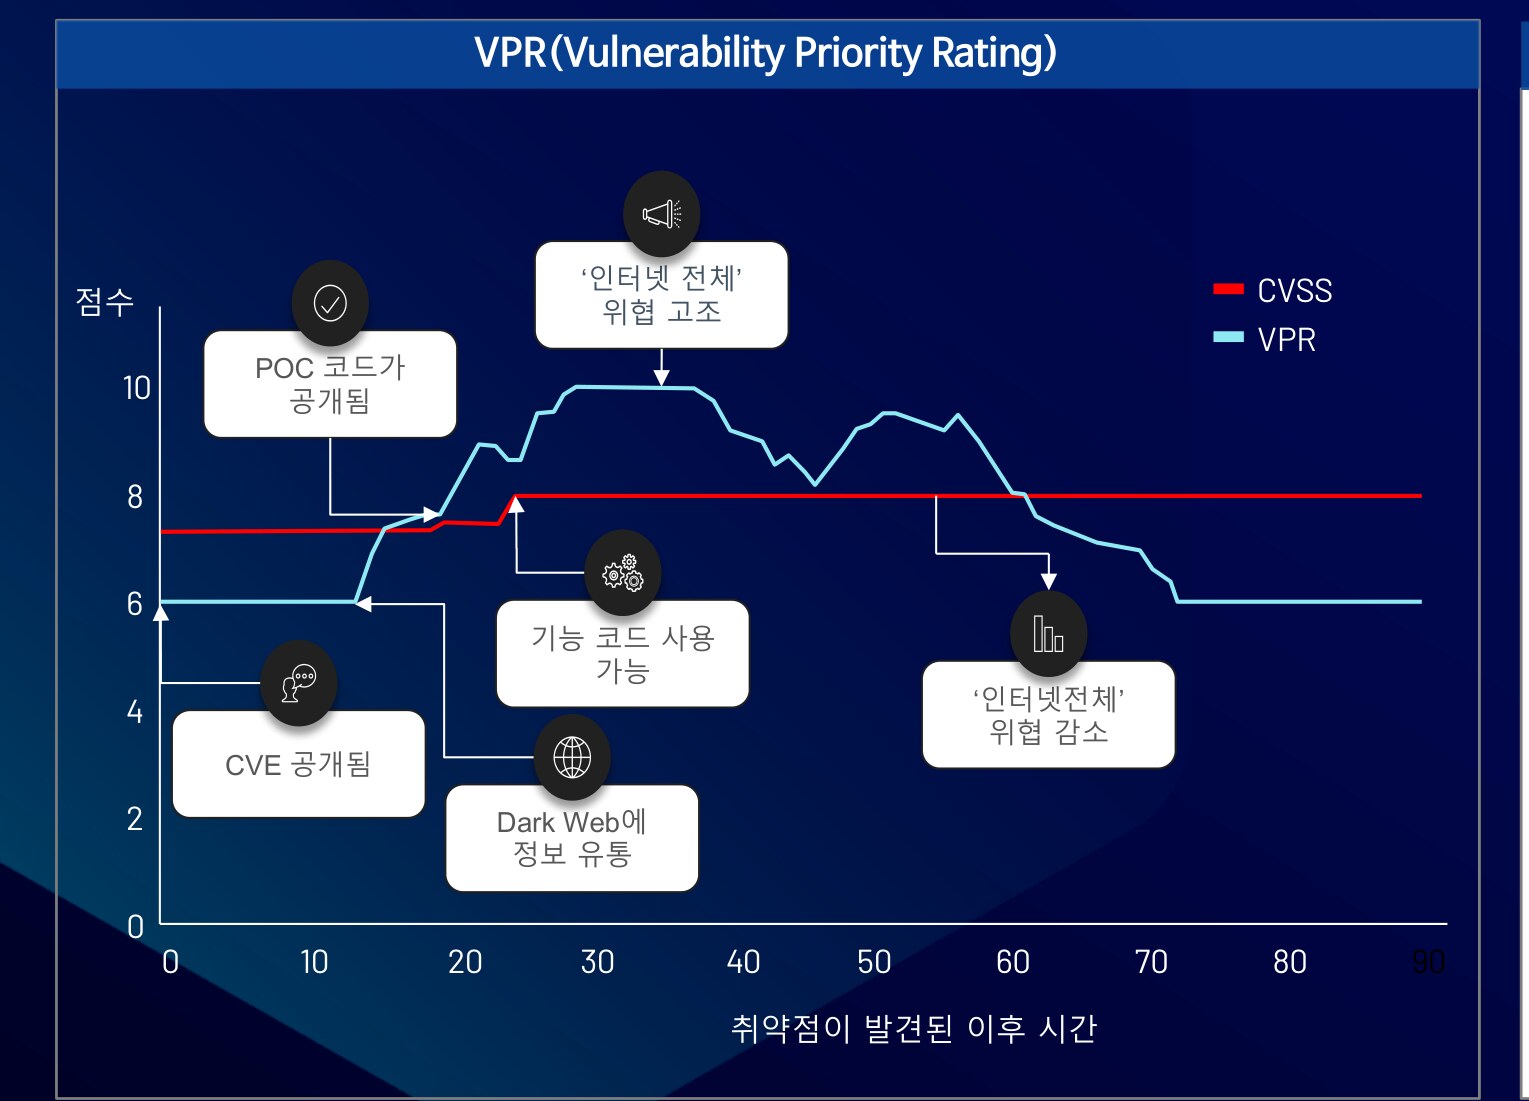 VPR(Vulnerability Priority Rating)
‘인터넷 전체’
위협 고조
CVSS
VPR
점수
POC 코드가
공개됨
10
8
6
4
2
0
기능 코드 사용
가능
‘인터넷전체’
위협 감소
CVE 공개됨
Dark Web에
정보 유통
0 10 20 30 40 50 60 70 80 90
취약점이 발견된 이후 시간